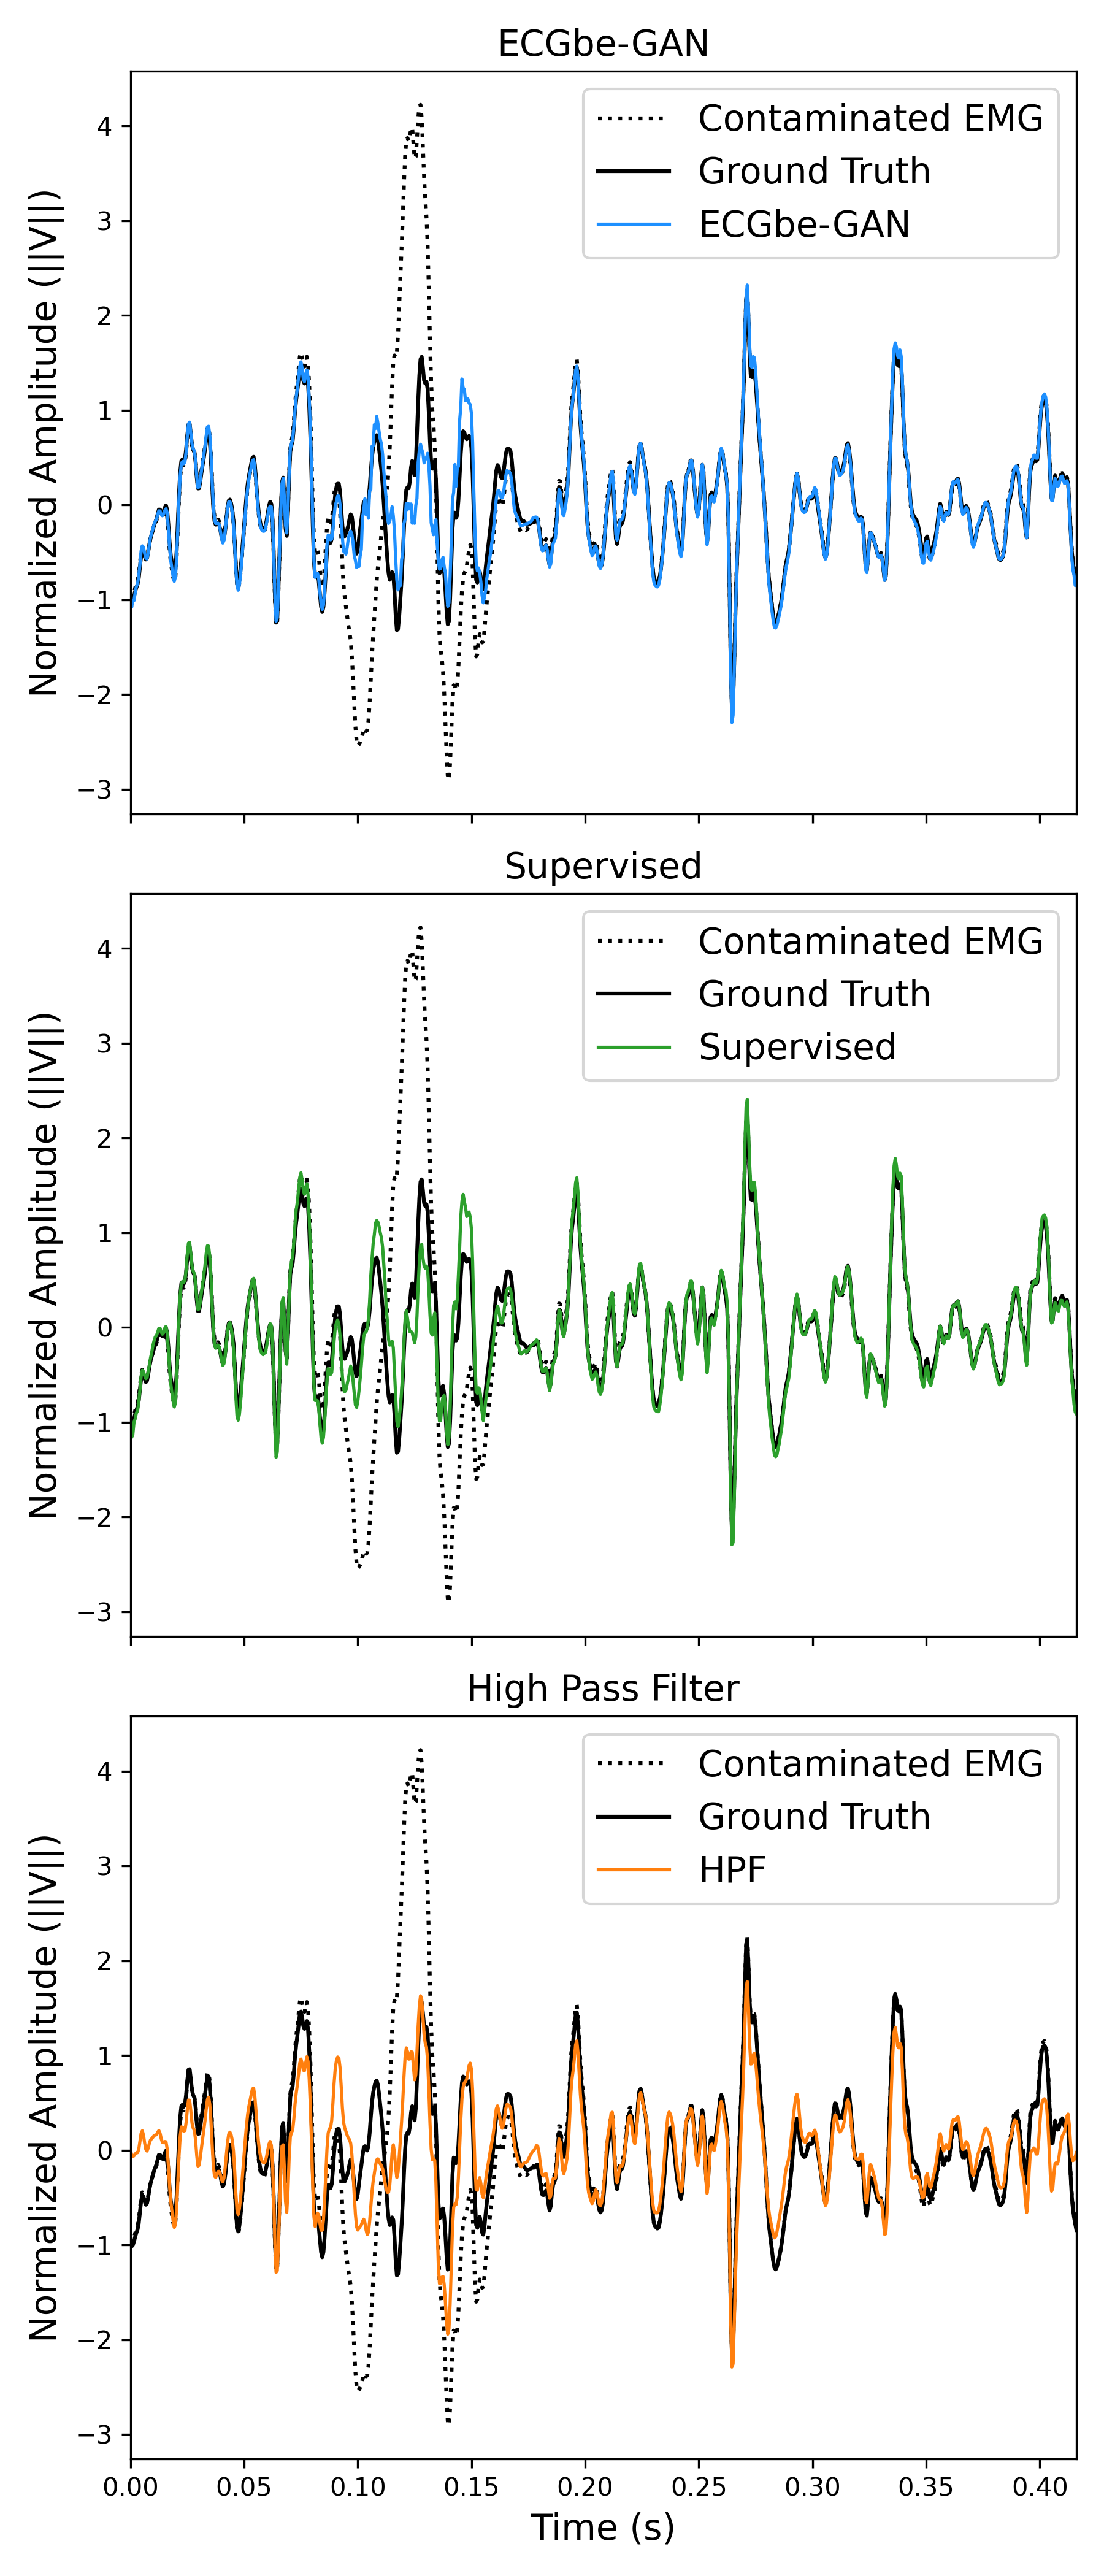 ECGbe-GAN
Normalized Amplitude (||V||)
4
3
2
1
0
−1
−2
−3
Contaminated EMG
Ground Truth
ECGbe-GAN
Supervised
Normalized Amplitude (||V||)
4
3
2
1
0
−1
−2
−3
Contaminated EMG
Ground Truth
Supervised
High Pass Filter
Normalized Amplitude (||V||)
4
3
2
1
0
−1
−2
−3
Contaminated EMG
Ground Truth
HPF
0.00 0.05 0.10 0.15 0.20 0.25 0.30 0.35 0.40
Time (s)